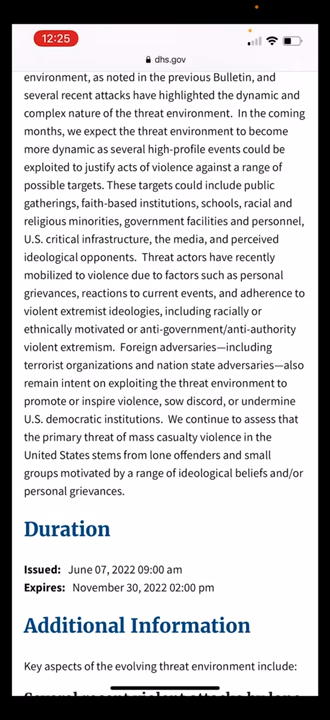 12:25
dhs.gov
environment, as noted in the previous Bulletin, and
several recent attacks have highlighted the dynamic and
complex nature of the threat environment.  In the coming
months, we expect the threat environment to become
more dynamic as several high-profile events could be
exploited to justify acts of violence against a range of
possible targets. These targets could include public
gatherings, faith-based institutions, schools, racial and
religious minorities, government facilities and personnel,
U.S. critical infrastructure, the media, and perceived
ideological opponents.  Threat actors have recently
mobilized to violence due to factors such as personal
grievances, reactions to current events, and adherence to
violent extremist ideologies, including racially or
ethnically motivated or anti-government/anti-authority
violent extremism.  Foreign adversaries—including
terrorist organizations and nation state adversaries—also
remain intent on exploiting the threat environment to
promote or inspire violence, sow discord, or undermine
U.S. democratic institutions.  We continue to assess that
the primary threat of mass casualty violence in the
United States stems from lone offenders and small
groups motivated by a range of ideological beliefs and/or
personal grievances.
Duration
Issued:  June 07, 2022 09:00 am
Expires:  November 30, 2022 02:00 pm
Additional Information
Key aspects of the evolving threat environment include:
Several recent violent attacks by lone